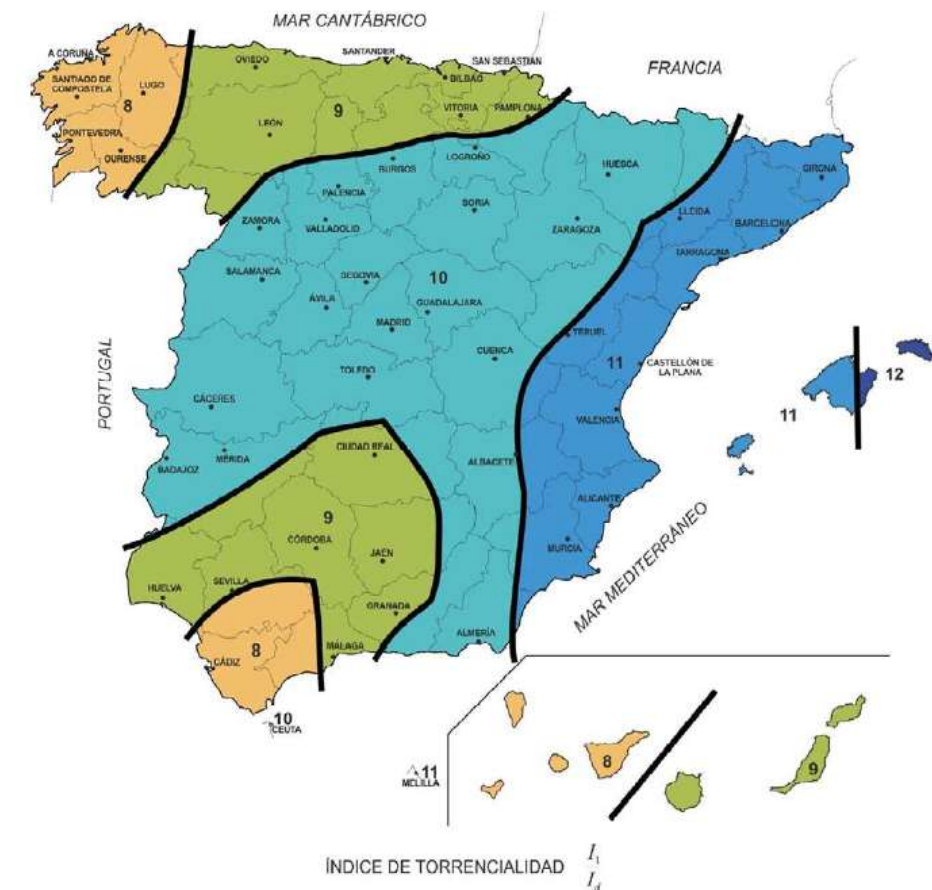 MAR CANTÁBRICO
A CORUÑA
SANTIAGO DE
COMPOSTELA
LUGO
8
PONTEVEDRA
OURENSE
OVIEDO
SANTANDER
SAN SEBASTIAN
BILBAO
FRANCIA
LEÓN
9
VITORIA
PAMPLONA
LOGROÑO
BURGOS
PALENCIA
HUESCA
GIRONA
ZAMORA
VALLADOLID
SORIA
ZARAGOZA
LLEIDA
BARCELONA
TARRAGONA
SALAMANCA
SEGOVIA
10
ÁVILA
GUADALAJARA
MADRID
TERUEL
PORTUGAL
CUENCA
11
CASTELLÓN DE
LA PLANA
12
TOLEDO
CÁCERES
VALENCIA
11
CIUDAD REAL
BADAJOZ
MÉRIDA
ALBACETE
ALICANTE
9
CÓRDOBA
JAEN
MURCIA
MAR MEDITERRÁNEO
HUELVA
SEVILLA
GRANADA
CÁDIZ
8
MÁLAGA
ALMERÍA
10
CEUTA
11
MELILLA
8
9
ÍNDICE DE TORRENCIALIDAD I1
Id